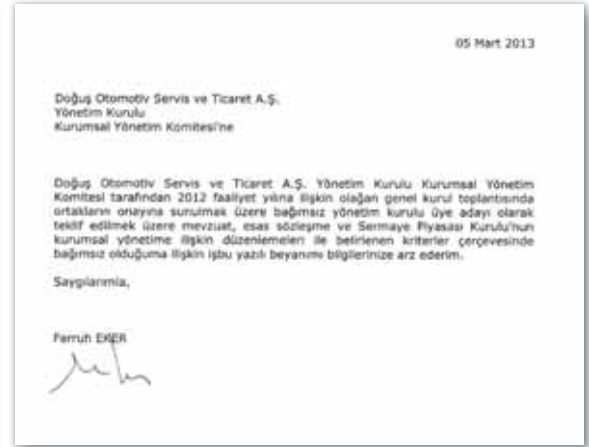 05 Mart 2013
Doğuş Otomotiv Servis ve Ticaret A.Ş.
Yönetim Kurulu
Kurumsal Yönetim Komitesi'ne
Doğuş Otomotiv Servis ve Ticaret A.Ş. Yönetim Kurulu Kurumsal Yönetim
Komitesi tarafından 2012 faaliyet yılına ilişkin olağan genel kurul toplantısında
ortakların onayına sunulmak üzere bağımsız yönetim kurulu üye adayı olarak
teklif edilmek üzere mevzuat, esas sözleşme ve Sermaye Piyasası Kurulu'nun
kurumsal yönetime ilişkin düzenlemeleri ile belirlenen kriterler çerçevesinde
bağımsız olduğuma ilişkin işbu yazılı beyanımı bilgilerinize arz ederim.
Saygılarımla,
Ferruh EKER